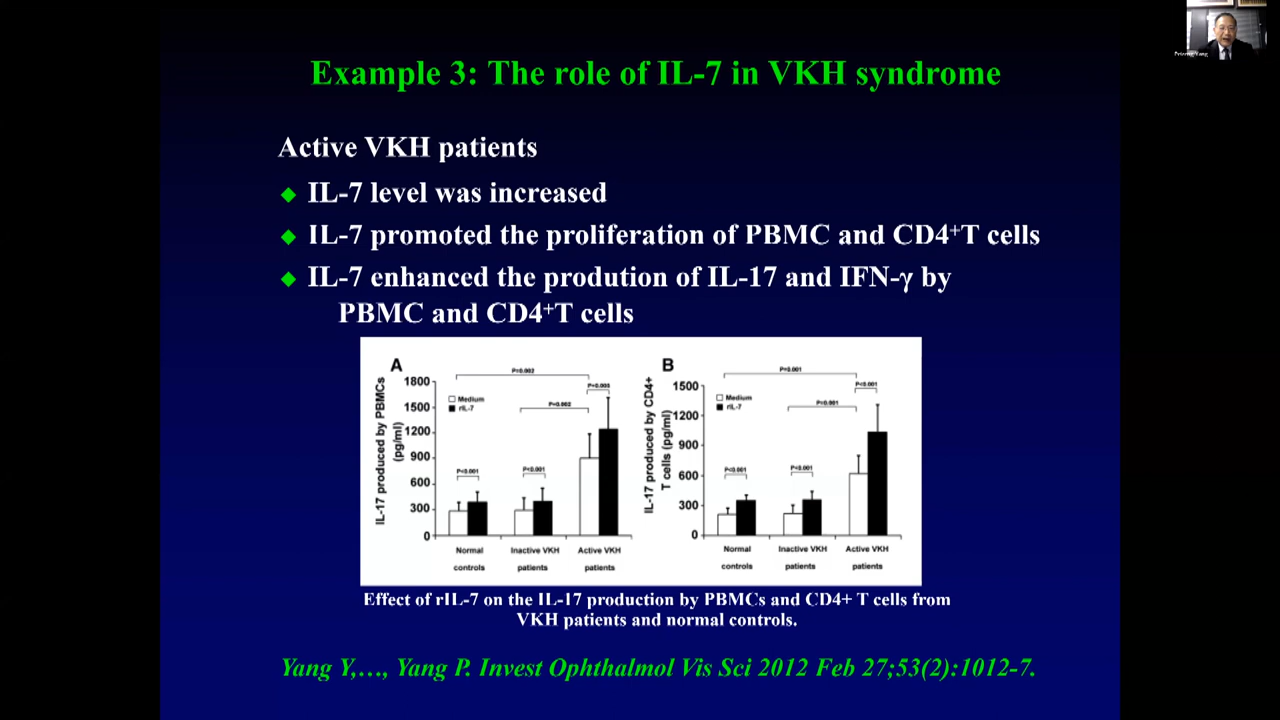 Example 3: The role of IL-7 in VKH syndrome
Active VKH patients
IL-7 level was increased
IL-7 promoted the proliferation of PBMC and CD4⁺T cells
IL-7 enhanced the prodution of IL-17 and IFN-γ by
PBMC and CD4⁺T cells
A
IL-17 produced by PBMCs
(pg/ml)
1800
1500
1200
900
600
300
0
Medium
rIL-7
P=0.002
P=0.002
P<0.001
P<0.001
Normal
controls
Inactive VKH
patients
Active VKH
patients
B
IL-17 produced by CD4+
T cells (pg/ml)
1500
1200
900
600
300
0
Medium
rIL-7
P=0.001
P<0.001
P<0.001
P<0.001
Normal
controls
Inactive VKH
patients
Active VKH
patients
Effect of rIL-7 on the IL-17 production by PBMCs and CD4+ T cells from
VKH patients and normal controls.
Yang Y,…, Yang P. Invest Ophthalmol Vis Sci 2012 Feb 27;53(2):1012-7.